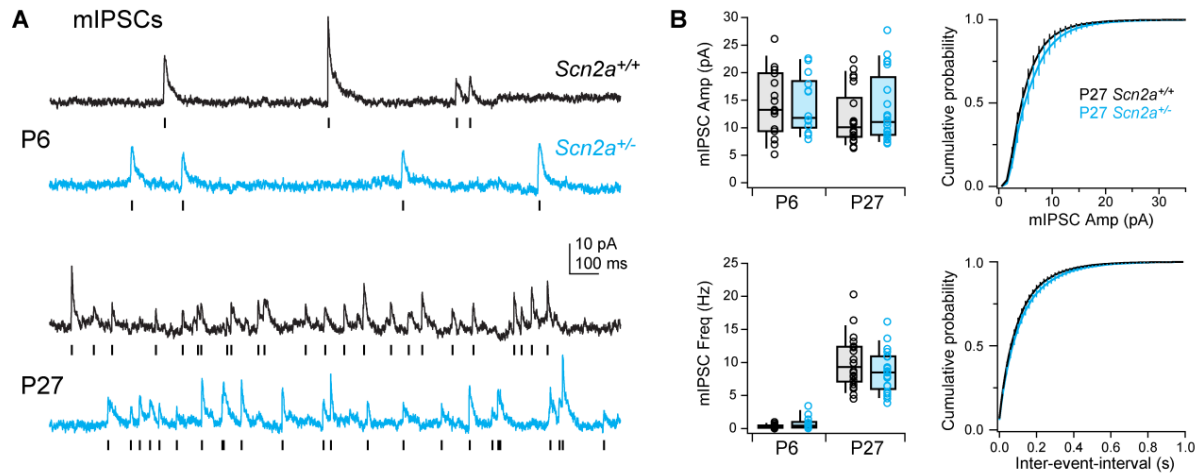 A
mIPSCs
Scn2a+/+
P6
Scn2a+/-
10 pA
100 ms
P27
B
mIPSC Amp (pA)
30
25
20
15
10
5
0
P6
P27
Cumulative probability
1.0
0.5
0.0
P27 Scn2a+/+
P27 Scn2a+/-
0
10
20
30
mIPSC Amp (pA)
mIPSC Freq (Hz)
25
20
15
10
5
0
P6
P27
Cumulative probability
1.0
0.5
0.0
0.0
0.2
0.4
0.6
0.8
1.0
Inter-event-interval (s)